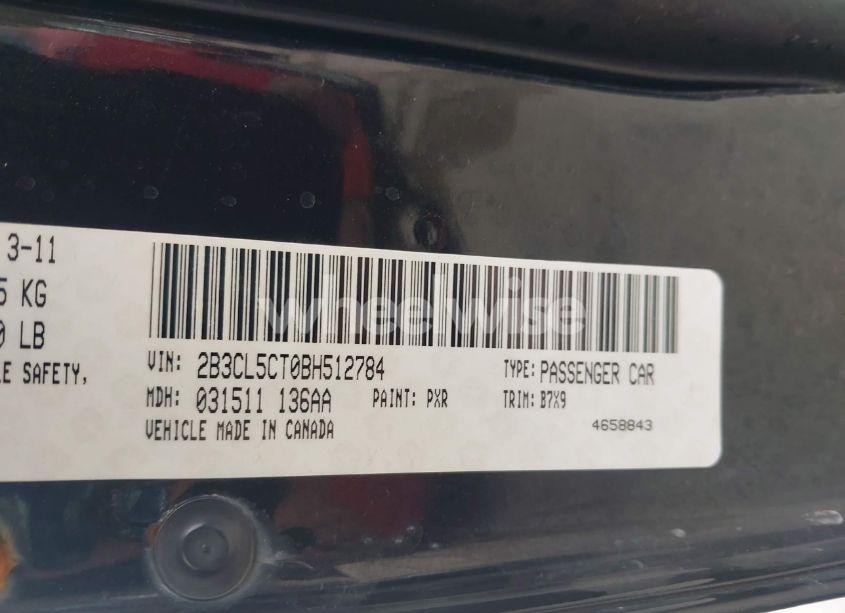 3-11
5 KG
0 LB
LE SAFETY,
wheelwise
VIN: 2B3CL5CT0BH512784 TYPE: PASSENGER CAR
MDH: 031511 136AA PAINT: PXR TRIM: B7X9
VEHICLE MADE IN CANADA 4658843